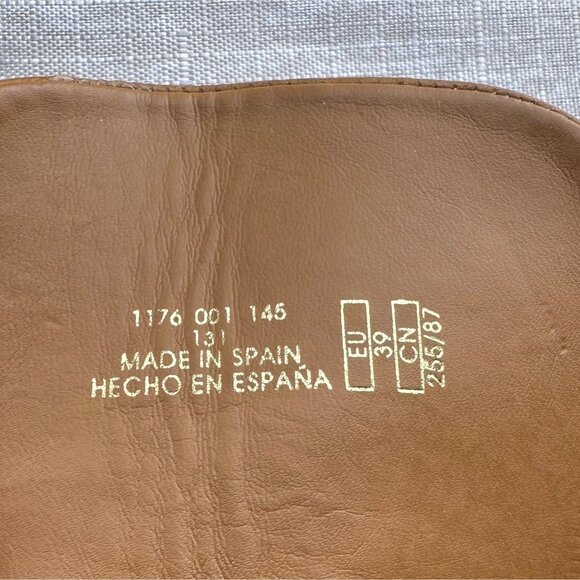 1176 001 145
131
MADE IN SPAIN
HECHO EN ESPAÑA
EU
39
CN
255/87